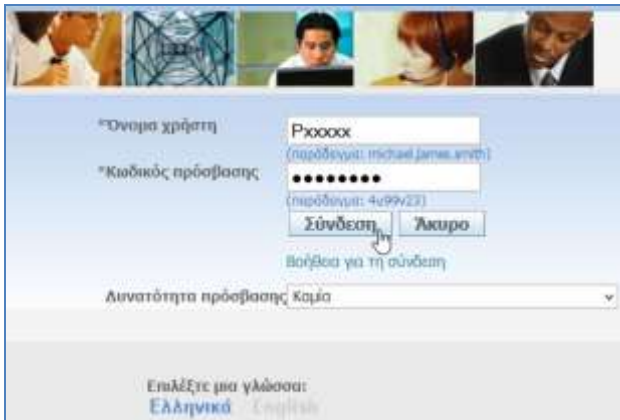 *Όνομα χρήστη Pxxxxx
(παράδειγμα: michael.james.smith)
*Κωδικός πρόσβασης ●●●●●●●●
(παράδειγμα: 4u99v23)
Σύνδεση Άκυρο
Βοήθεια για τη σύνδεση
Δυνατότητα πρόσβασης Καμία
Επιλέξτε μια γλώσσα:
Ελληνικά English